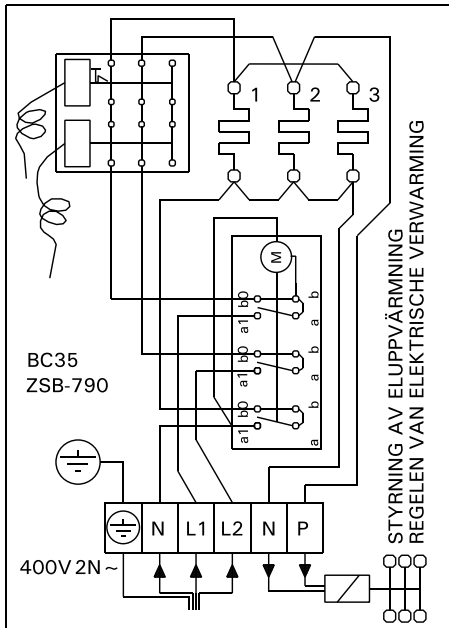 1 2 3
M
b0 b
a1 a
b0 b
a1 a
b0 b
a1 a
BC35
ZSB-790
STYRNING AV ELUPPVÄRMNING
REGELEN VAN ELEKTRISCHE VERWARMING
N L1 L2 N P
400V 2N~